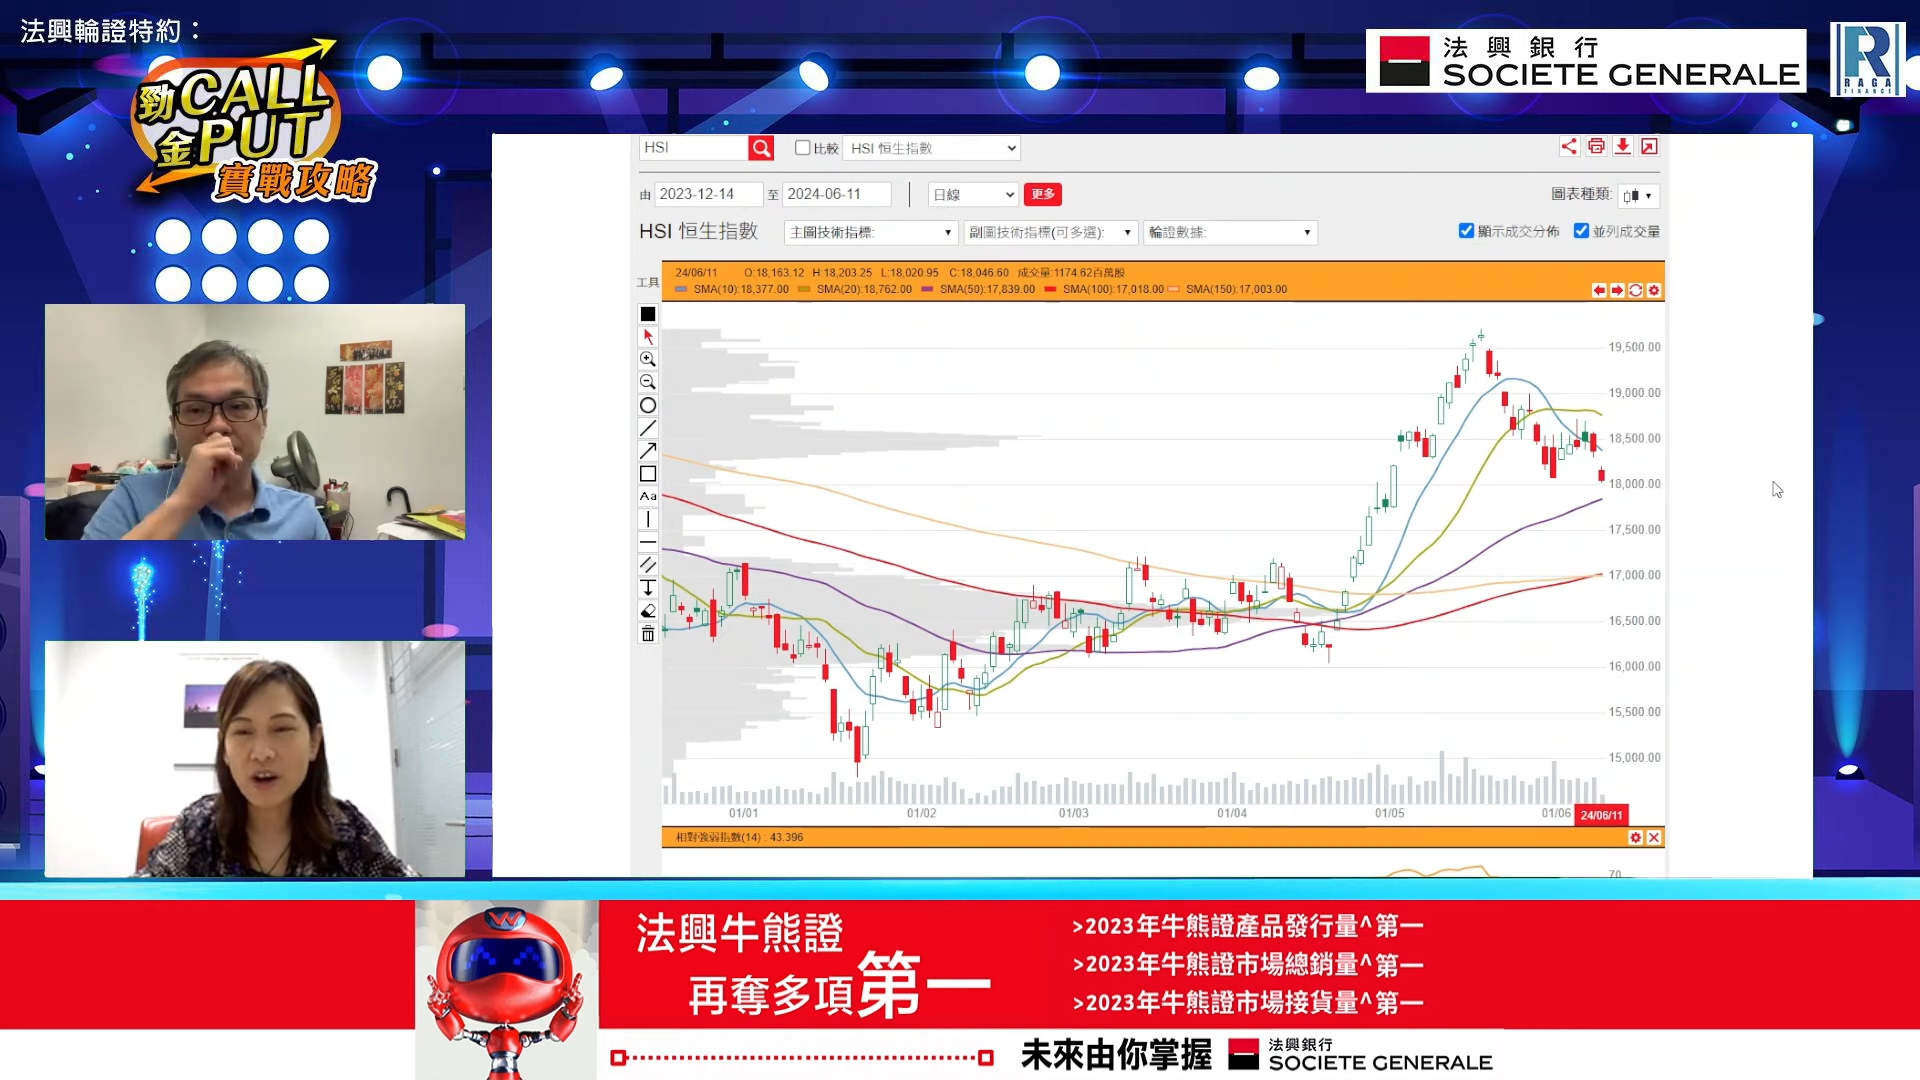 法興輪證特約：
勁CALL
金PUT
實戰攻略
法興銀行
SOCIETE GENERALE
RAGA
FINANCE
HSI
比較
HSI 恒生指數
由 2023-12-14 至 2024-06-11
日線
更多
圖表種類:
HSI 恒生指數
主圖技術指標:
副圖技術指標(可多選):
輪證數據:
顯示成交分佈
並列成交量
工具
24/06/11 O:18,163.12 H:18,203.25 L:18,020.95 C:18,046.60 成交量:1174.62百萬股
SMA(10):18,377.00 SMA(20):18,762.00 SMA(50):17,839.00 SMA(100):17,018.00 SMA(150):17,003.00
Aa
19,500.00
19,000.00
18,500.00
18,000.00
17,500.00
17,000.00
16,500.00
16,000.00
15,500.00
15,000.00
01/01 01/02 01/03 01/04 01/05 01/06 24/06/11
相對強弱指數(14) : 43.396
70
法興牛熊證
再奪多項第一
>2023年牛熊證產品發行量^第一
>2023年牛熊證市場總銷量^第一
>2023年牛熊證市場接貨量^第一
W
未來由你掌握
法興銀行
SOCIETE GENERALE